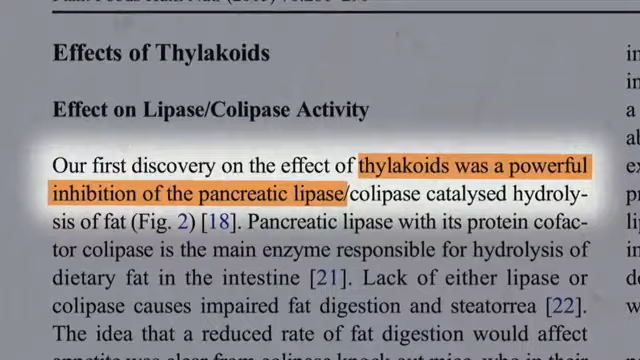 Effects of Thylakoids
Effect on Lipase/Colipase Activity
Our first discovery on the effect of thylakoids was a powerful
inhibition of the pancreatic lipase/colipase catalysed hydroly-
sis of fat (Fig. 2) [18]. Pancreatic lipase with its protein cofac-
tor colipase is the main enzyme responsible for hydrolysis of
dietary fat in the intestine [21]. Lack of either lipase or
colipase causes impaired fat digestion and steatorrea [22].
The idea that a reduced rate of fat digestion would affect